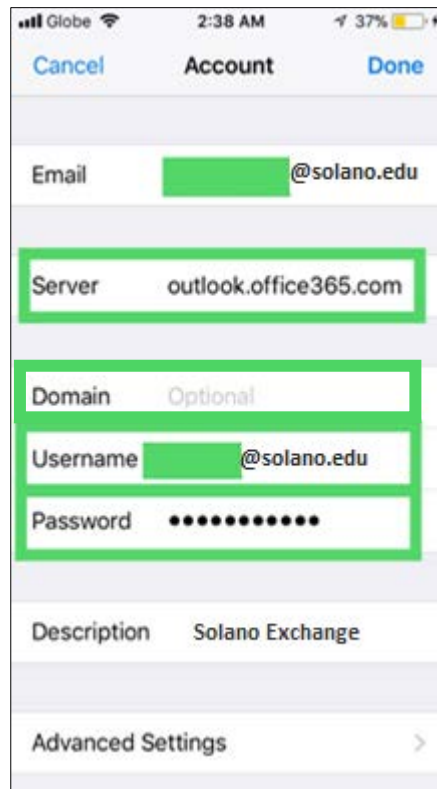 Globe 2:38 AM 37%
Cancel Account Done
Email @solano.edu
Server outlook.office365.com
Domain Optional
Username @solano.edu
Password •••••••••••
Description Solano Exchange
Advanced Settings